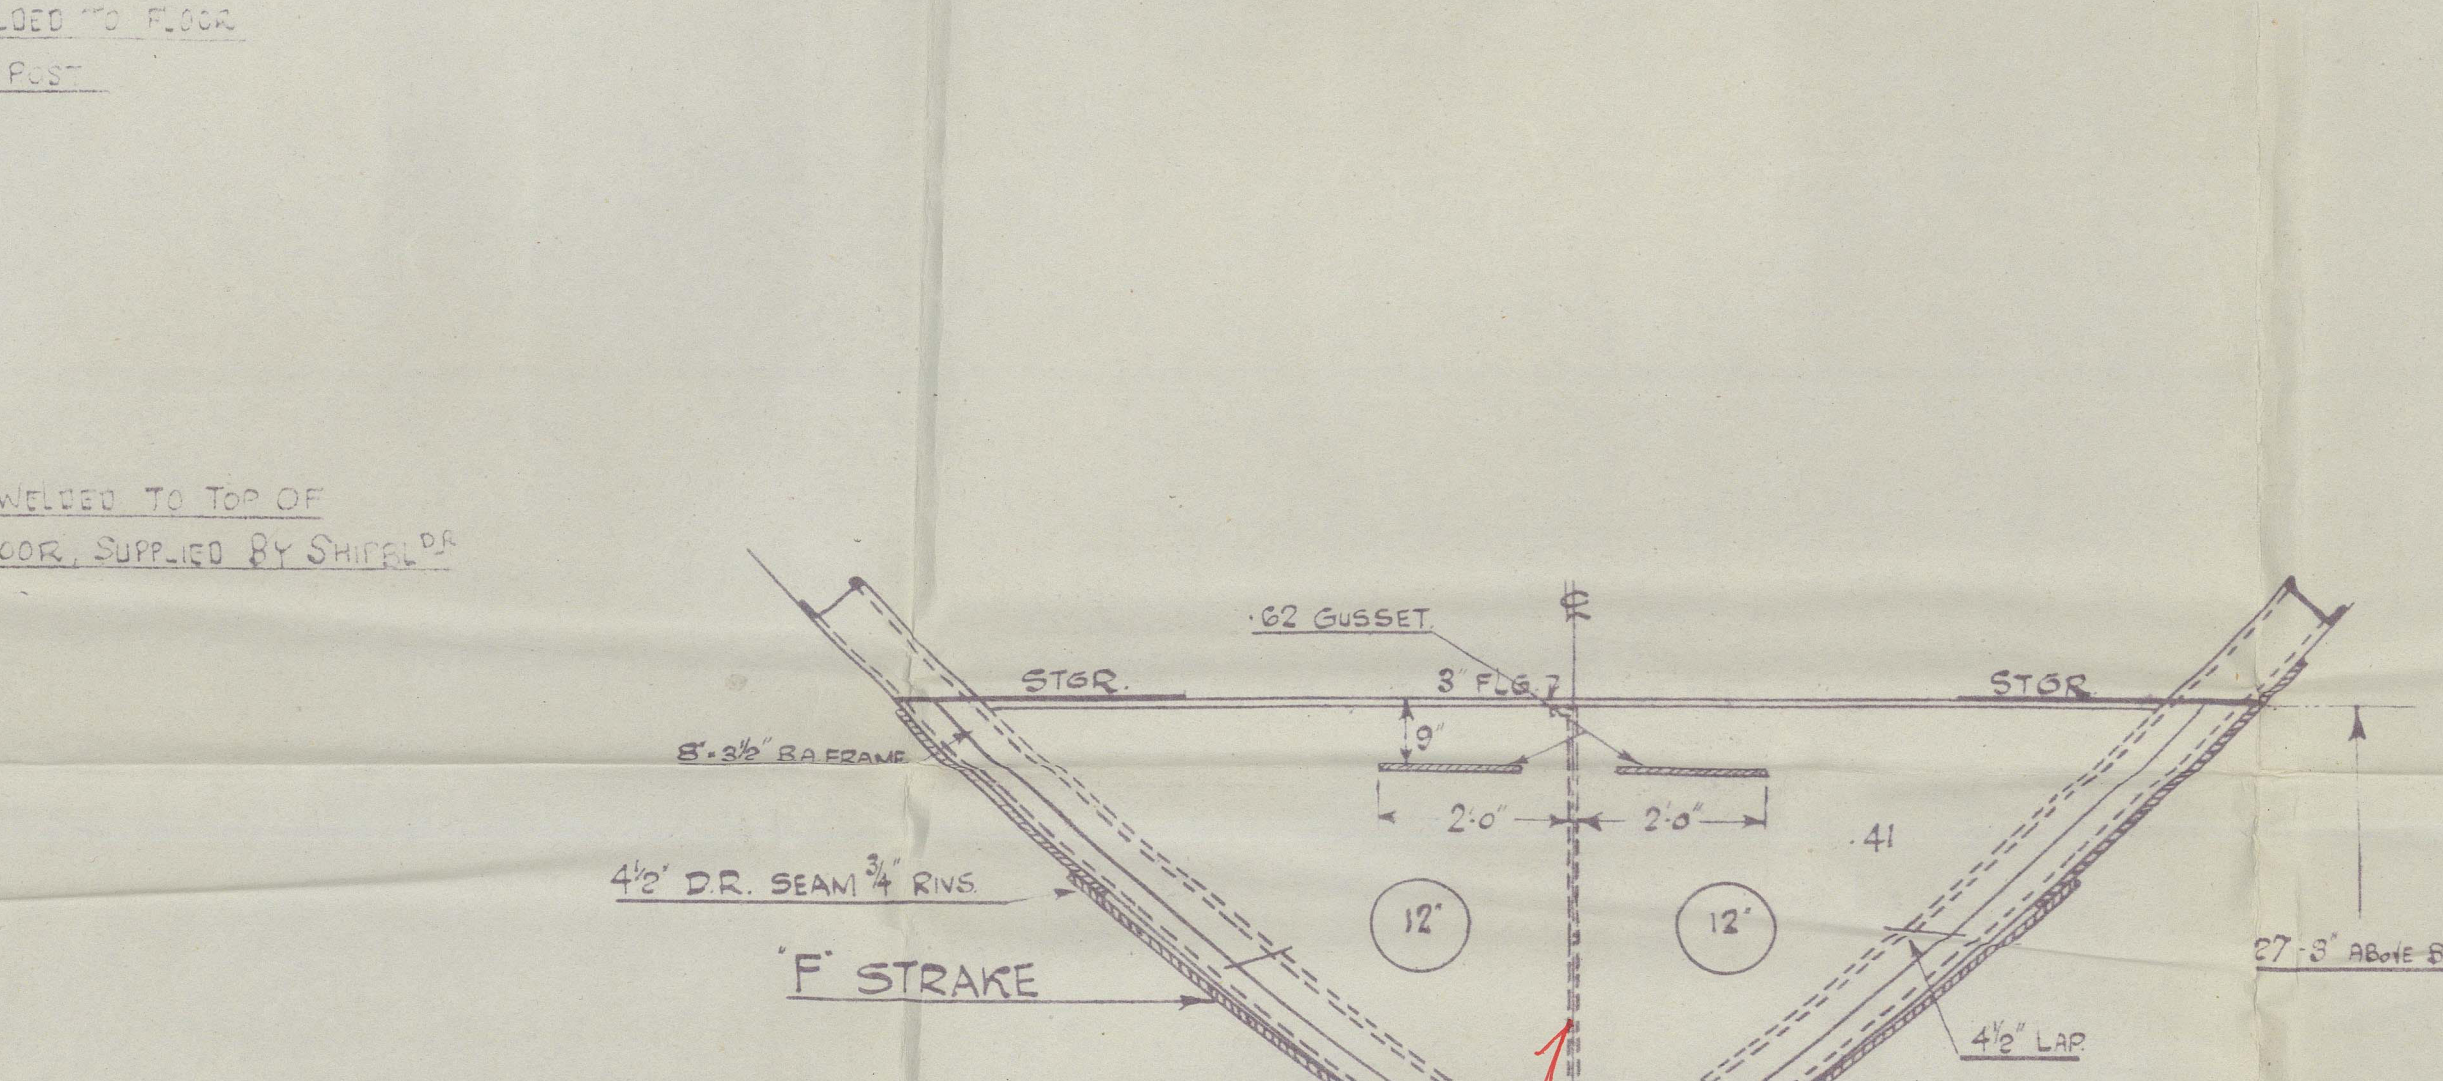 LDED TO FLOOR
POST
WELDED TO TOP OF
OOR, SUPPLIED BY SHIPBLDR
.62 GUSSET.
℄
STGR.
3" FLG.
STGR
9"
8" × 3½" B.A. FRAME
2'-0"
2'-0"
.41
4½" D.R. SEAM ¾" RIVS.
12"
12"
"F" STRAKE
27'-3" ABOVE B
4½" LAP.